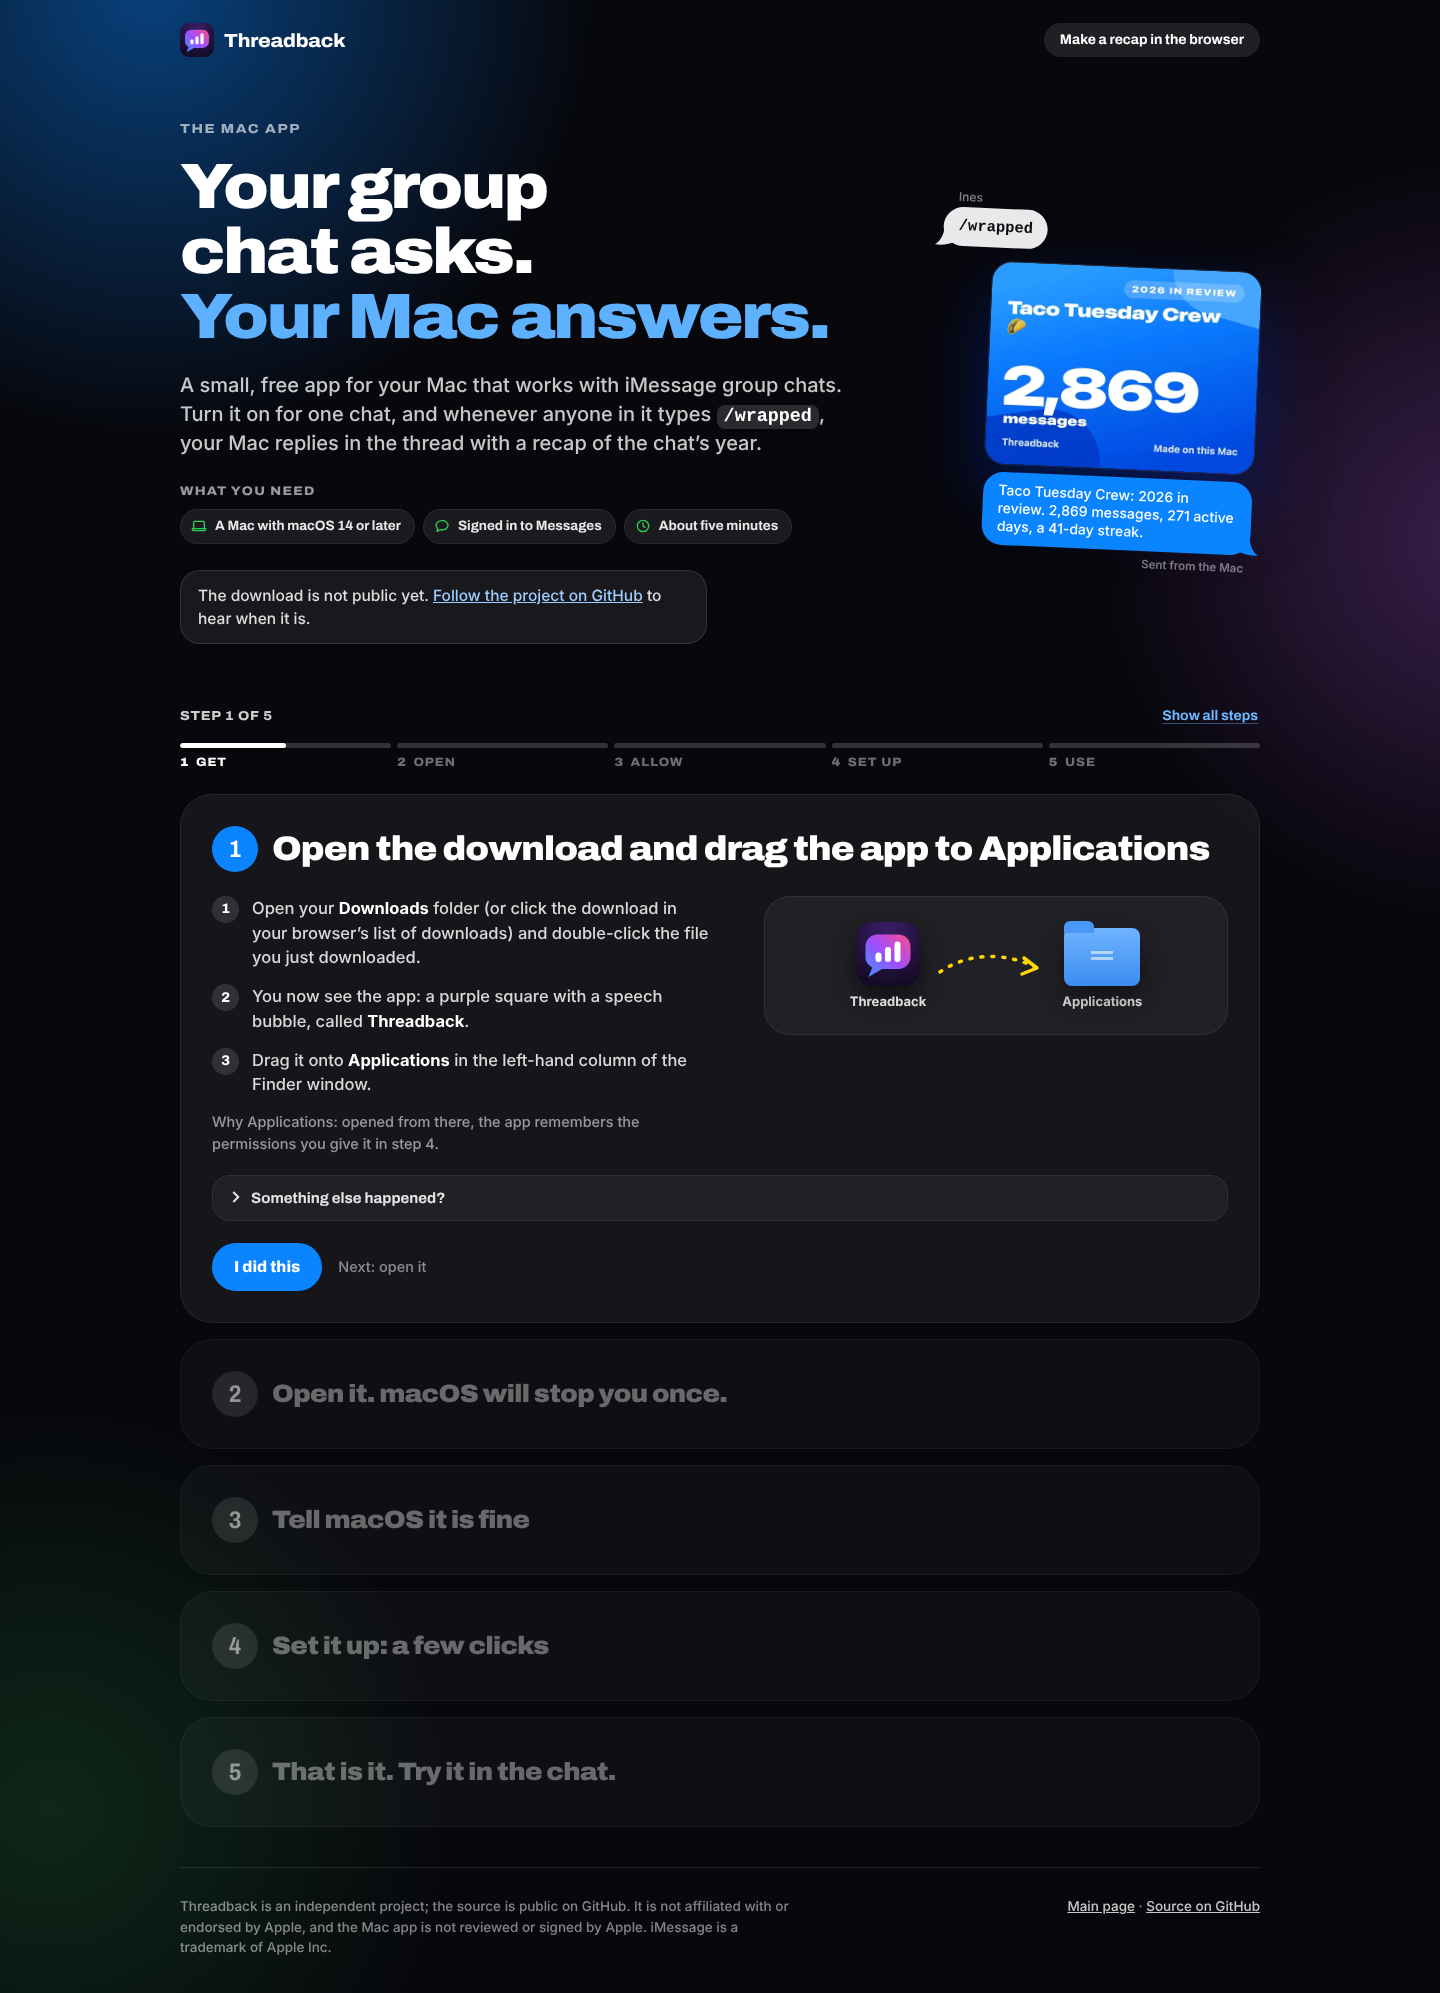 Threadback
Make a recap in the browser
THE MAC APP
Your group
chat asks.
Your Mac answers.
A small, free app for your Mac that works with iMessage group chats.
Turn it on for one chat, and whenever anyone in it types /wrapped,
your Mac replies in the thread with a recap of the chat’s year.
WHAT YOU NEED
A Mac with macOS 14 or later
Signed in to Messages
About five minutes
The download is not public yet. Follow the project on GitHub to
hear when it is.
Ines
/wrapped
2026 IN REVIEW
Taco Tuesday Crew
🌮
2,869
messages
Threadback
Made on this Mac
Taco Tuesday Crew: 2026 in
review. 2,869 messages, 271 active
days, a 41-day streak.
Sent from the Mac
STEP 1 OF 5
Show all steps
1 GET
2 OPEN
3 ALLOW
4 SET UP
5 USE
1 Open the download and drag the app to Applications
1 Open your Downloads folder (or click the download in
your browser’s list of downloads) and double-click the file
you just downloaded.
2 You now see the app: a purple square with a speech
bubble, called Threadback.
3 Drag it onto Applications in the left-hand column of the
Finder window.
Threadback
Applications
Why Applications: opened from there, the app remembers the
permissions you give it in step 4.
Something else happened?
I did this
Next: open it
2 Open it. macOS will stop you once.
3 Tell macOS it is fine
4 Set it up: a few clicks
5 That is it. Try it in the chat.
Threadback is an independent project; the source is public on GitHub. It is not affiliated with or
endorsed by Apple, and the Mac app is not reviewed or signed by Apple. iMessage is a
trademark of Apple Inc.
Main page · Source on GitHub